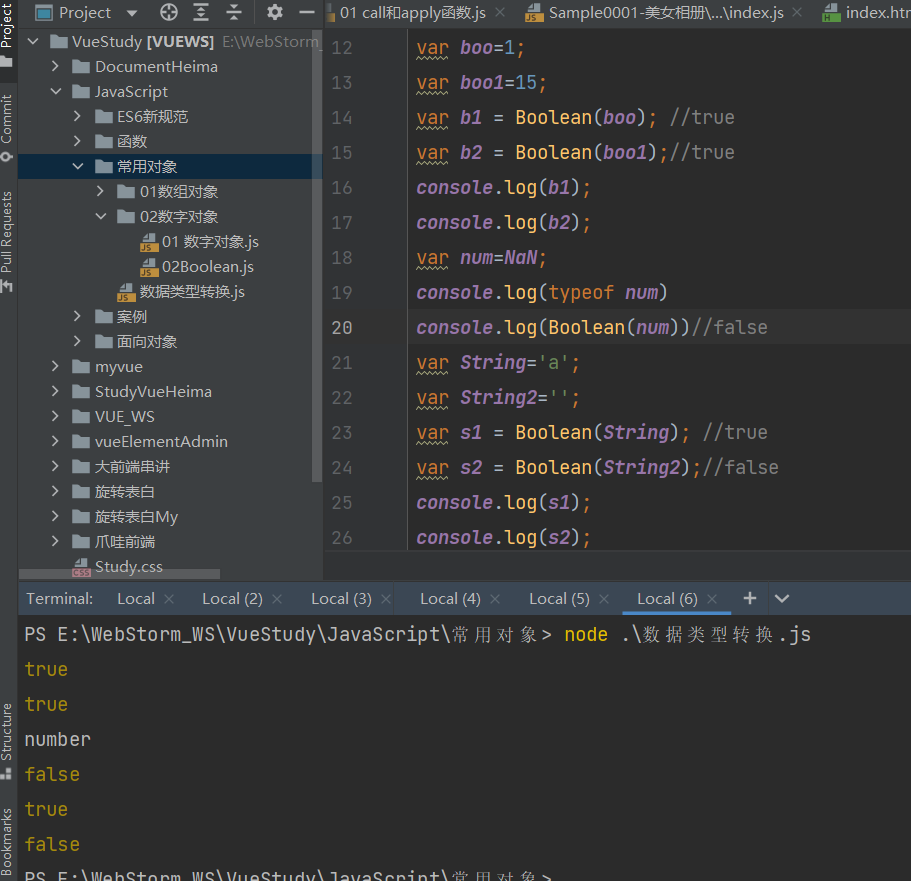 Project
01 call和apply函数.js
Sample0001-美女相册\...\index.js
index.htm
Project
Commit
Pull Requests
Structure
Bookmarks
VueStudy [VUEWS] E:\WebStorm_
DocumentHeima
JavaScript
ES6新规范
函数
常用对象
01数组对象
02数字对象
01 数字对象.js
02Boolean.js
数据类型转换.js
案例
面向对象
myvue
StudyVueHeima
VUE_WS
vueElementAdmin
大前端串讲
旋转表白
旋转表白My
爪哇前端
Study.css
12 var boo=1;
13 var boo1=15;
14 var b1 = Boolean(boo); //true
15 var b2 = Boolean(boo1);//true
16 console.log(b1);
17 console.log(b2);
18 var num=NaN;
19 console.log(typeof num)
20 console.log(Boolean(num))//false
21 var String='a';
22 var String2='';
23 var s1 = Boolean(String); //true
24 var s2 = Boolean(String2);//false
25 console.log(s1);
26 console.log(s2);
Terminal: Local Local (2) Local (3) Local (4) Local (5) Local (6)
PS E:\WebStorm_WS\VueStudy\JavaScript\常用对象> node .\数据类型转换.js
true
true
number
false
true
false
PS E:\WebStorm_WS\VueStudy\JavaScript\常用对象>